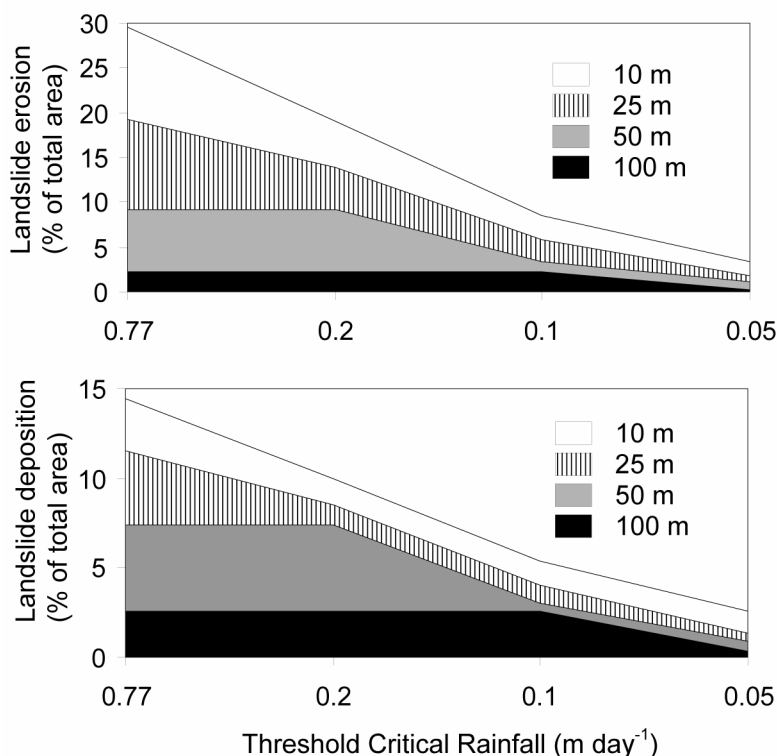 Landslide erosion
(% of total area)
30
25
20
15
10
5
0
10 m
25 m
50 m
100 m
0.77 0.2 0.1 0.05
Landslide deposition
(% of total area)
15
10
5
0
10 m
25 m
50 m
100 m
0.77 0.2 0.1 0.05
Threshold Critical Rainfall (m day⁻¹)